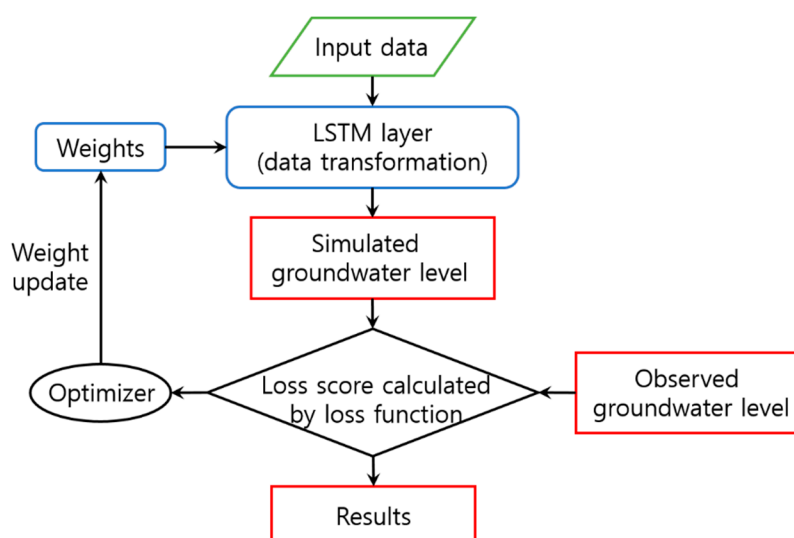 Input data
Weights
LSTM layer
(data transformation)
Weight
update
Simulated
groundwater level
Optimizer
Loss score calculated
by loss function
Observed
groundwater level
Results